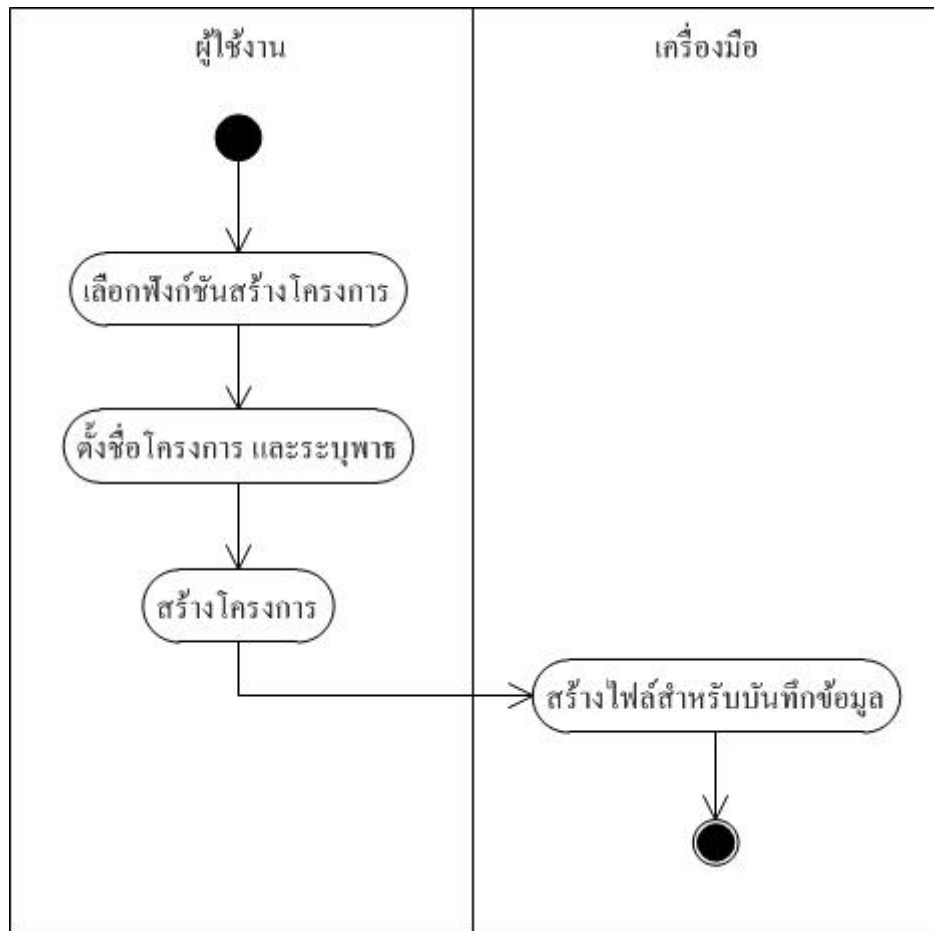 ผู้ใช้งาน
เครื่องมือ
เลือกฟังก์ชันสร้างโครงการ
ตั้งชื่อโครงการ และระบุพาธ
สร้างโครงการ
สร้างไฟล์สำหรับบันทึกข้อมูล